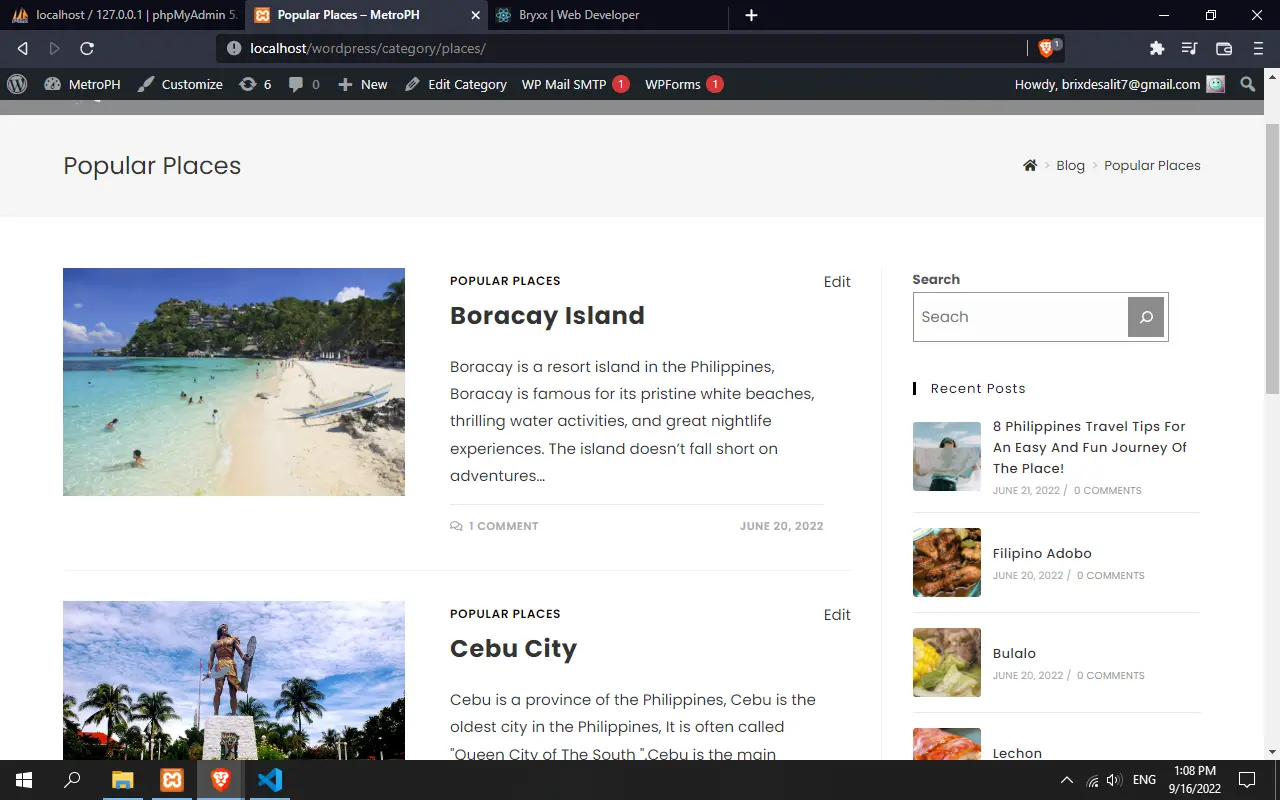 localhost / 127.0.0.1 | phpMyAdmin 5.
Popular Places – MetroPH
Bryxx | Web Developer
localhost/wordpress/category/places/
1
MetroPH
Customize
6
0
New
Edit Category
WP Mail SMTP 1
WPForms 1
Howdy, brixdesalit7@gmail.com
Popular Places
> Blog > Popular Places
POPULAR PLACES
Edit
Boracay Island
Boracay is a resort island in the Philippines,
Boracay is famous for its pristine white beaches,
thrilling water activities, and great nightlife
experiences. The island doesn’t fall short on
adventures…
1 COMMENT
JUNE 20, 2022
POPULAR PLACES
Edit
Cebu City
Cebu is a province of the Philippines, Cebu is the
oldest city in the Philippines, It is often called
"Queen City of The South ".Cebu is the main
Search
Seach
Recent Posts
8 Philippines Travel Tips For
An Easy And Fun Journey Of
The Place!
JUNE 21, 2022 / 0 COMMENTS
Filipino Adobo
JUNE 20, 2022 / 0 COMMENTS
Bulalo
JUNE 20, 2022 / 0 COMMENTS
Lechon
ENG
1:08 PM
9/16/2022